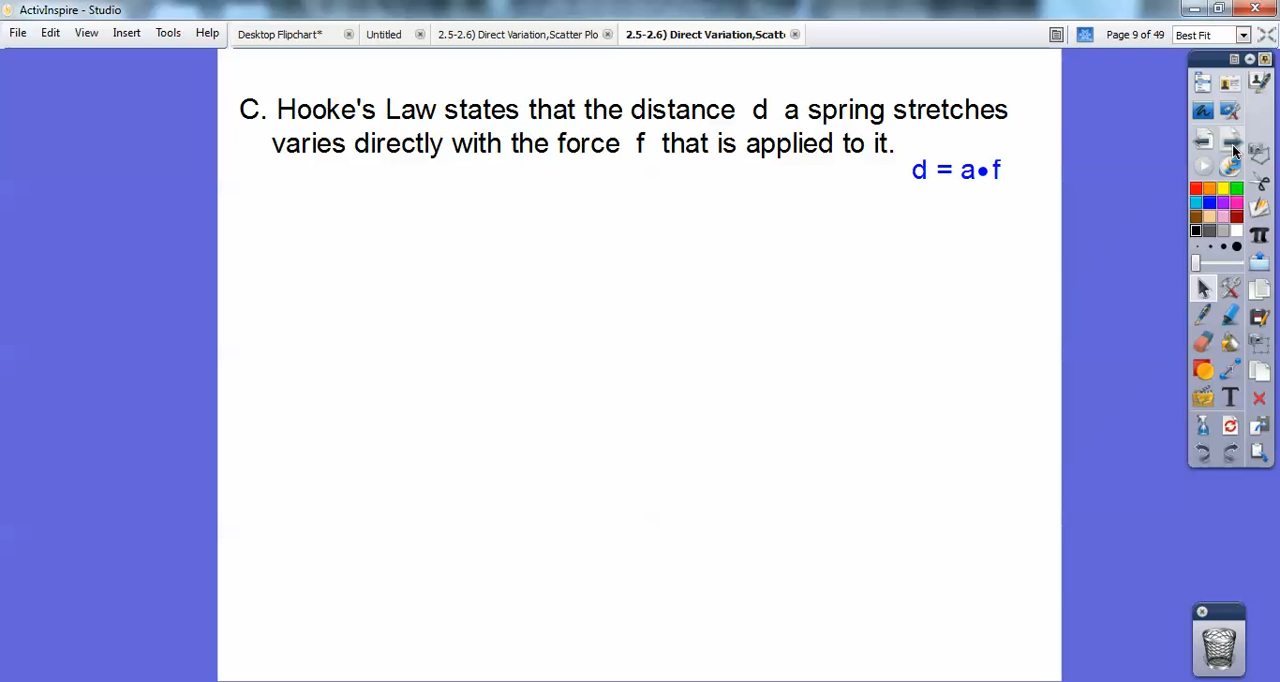 ActivInspire - Studio
File Edit View Insert Tools Help
Desktop Flipchart* Untitled 2.5-2.6) Direct Variation,Scatter Plo 2.5-2.6) Direct Variation,Scatt
Page 9 of 49 Best Fit
C. Hooke's Law states that the distance d a spring stretches
varies directly with the force f that is applied to it.
d = a•f